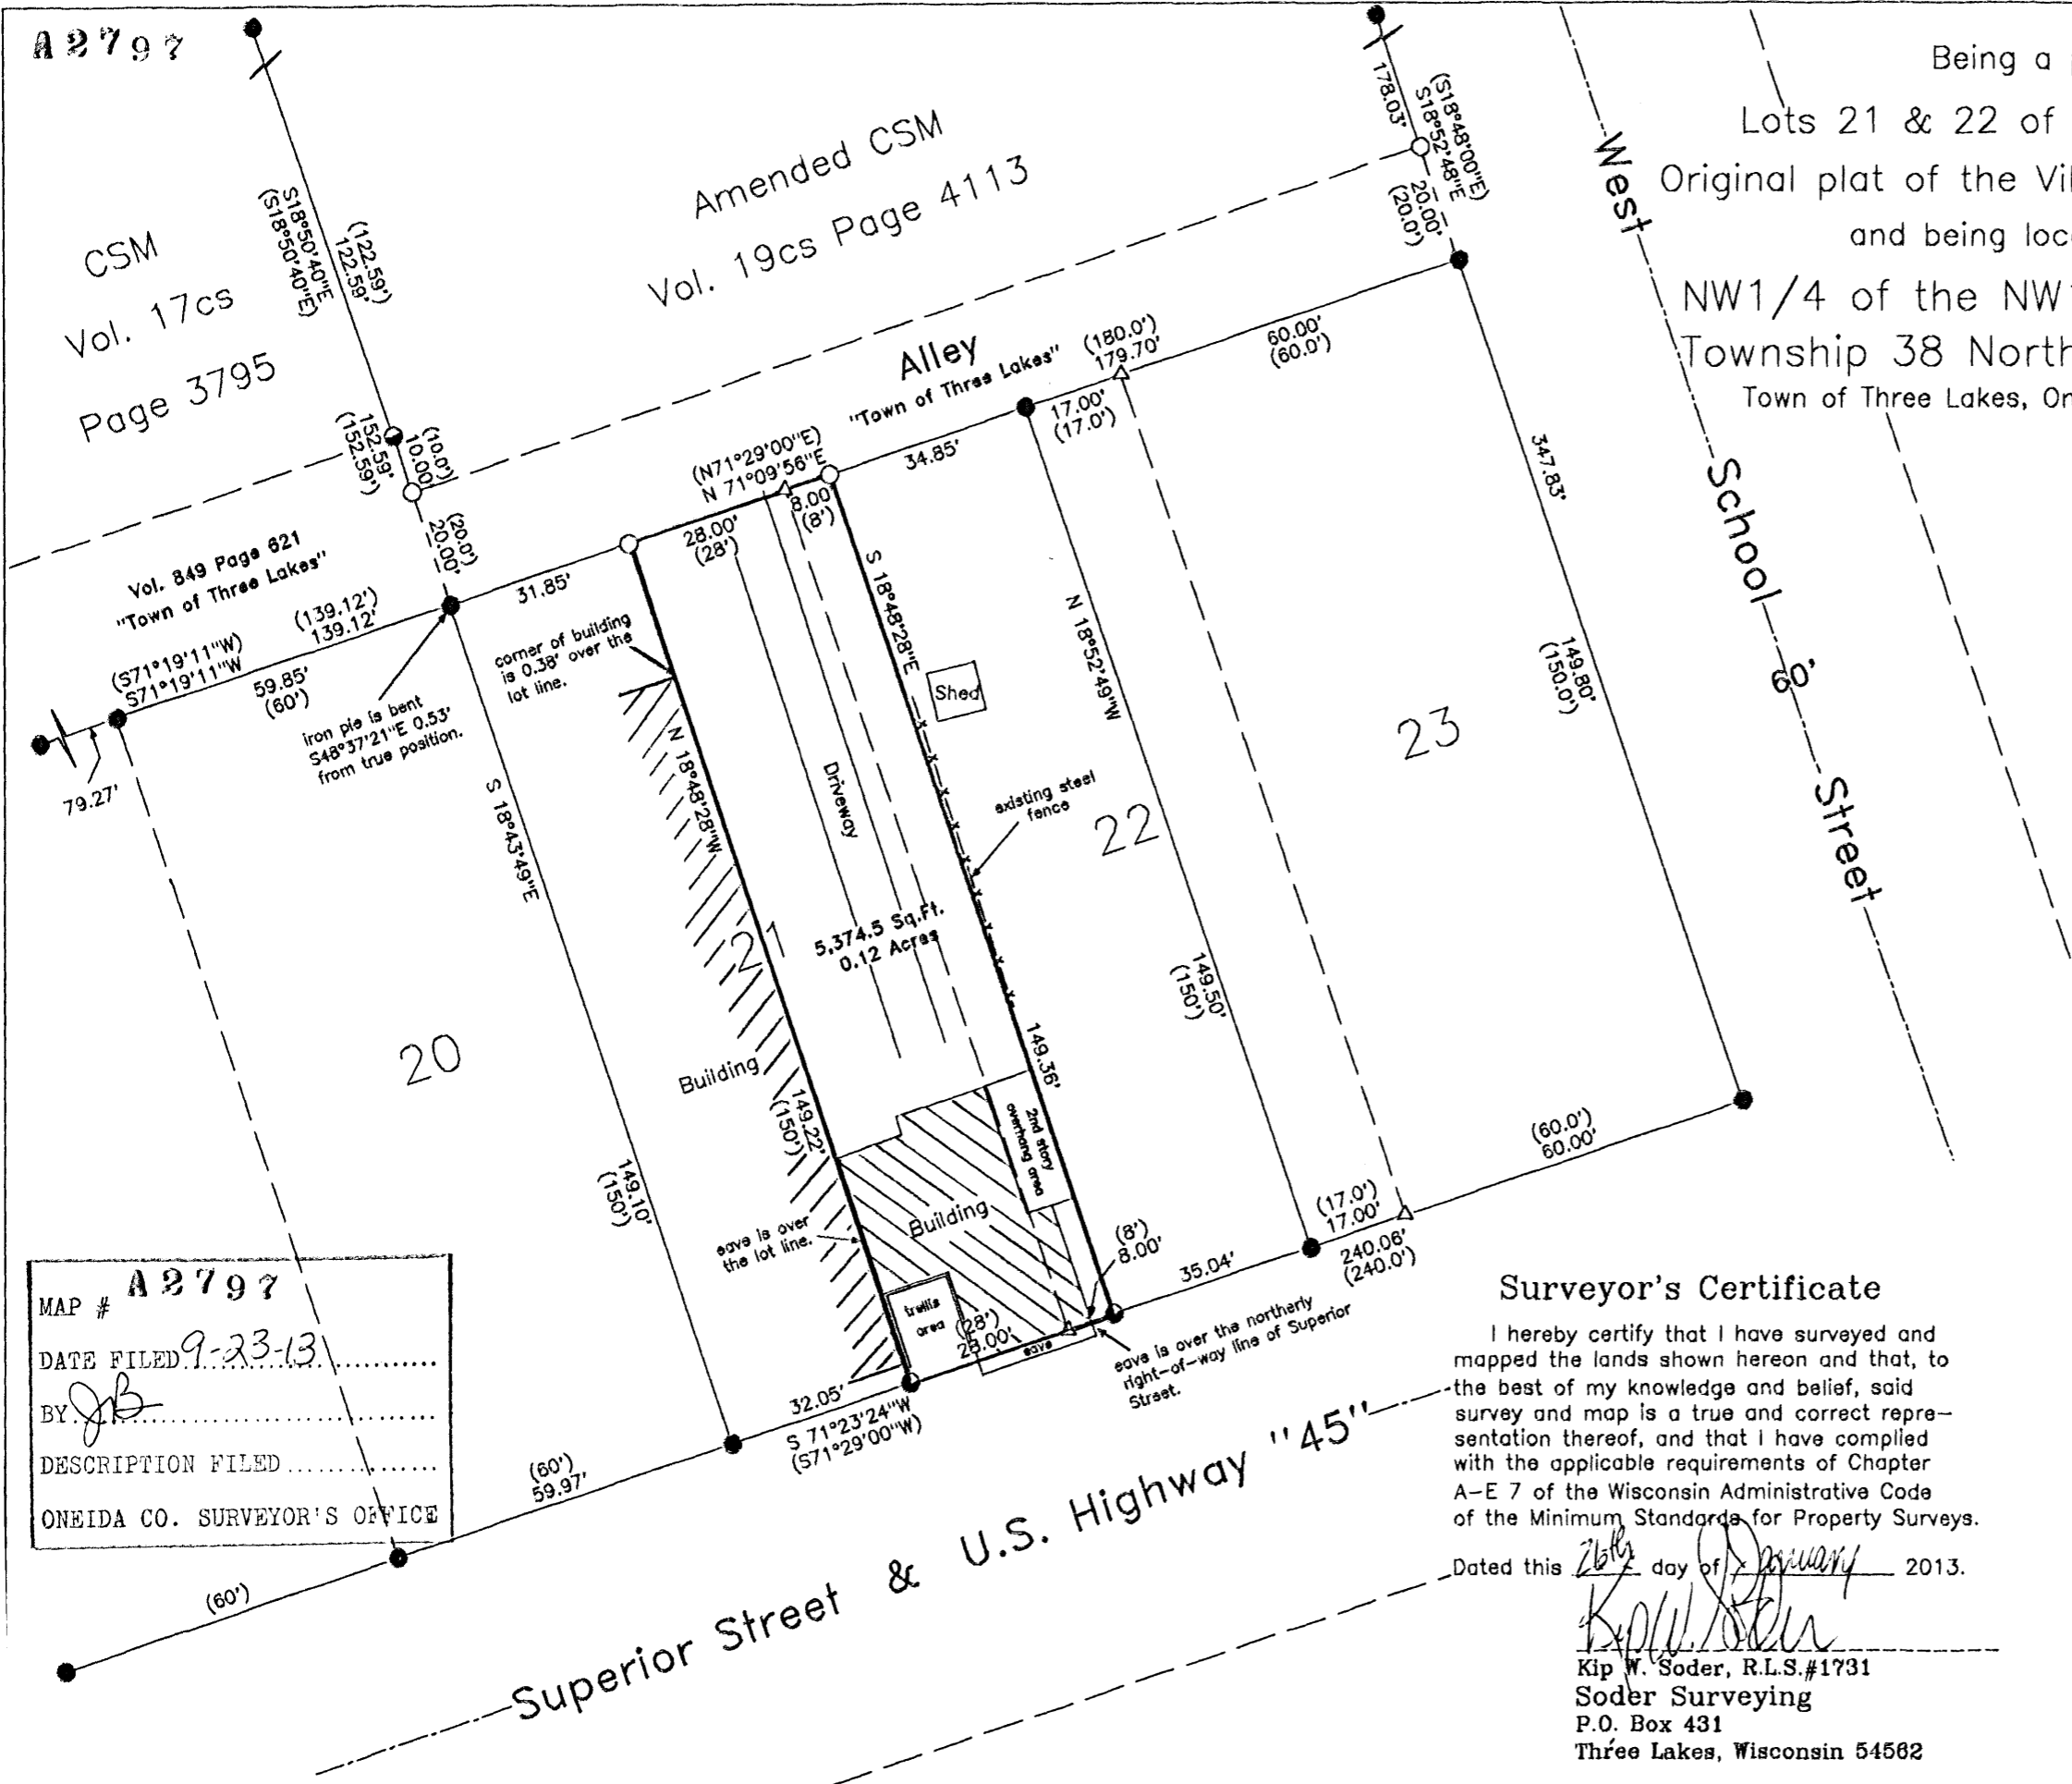 A2797
Being a
Lots 21 & 22 of
Original plat of the Vil
and being loc
NW1/4 of the NW
Township 38 North
Town of Three Lakes, On
CSM
Vol. 17cs
Page 3795
Amended CSM
Vol. 19cs Page 4113
S18°50'40"E
(S18°50'40"E)
(122.59')
122.59'
178.03'
(S18°48'00"E)
S18°52'48"E
20.00'
(20.0')
152.59'
(152.59')
(10.0')
10.00'
(20.0')
20.00'
Alley
"Town of Three Lakes"
(180.0')
179.70'
60.00'
(60.0')
17.00'
(17.0')
34.85'
(N71°29'00"E)
N 71°09'56"E
8.00'
(8')
28.00'
(28')
31.85'
Vol. 849 Page 621
"Town of Three Lakes"
(139.12')
139.12'
(S71°19'11"W)
S71°19'11"W
59.85'
(60')
79.27'
iron pie is bent
S48°37'21"E 0.53'
from true position.
corner of building
is 0.38' over the
lot line.
S 18°43'49"E
149.10'
(150')
N 18°48'28"W
149.22'
(150')
Driveway
S 18°48'28"E
149.36'
Shed
existing steel
fence
N 18°52'49"W
149.50'
(150')
347.83'
149.80'
(150.0')
West School Street
60'
20
21
22
23
5,374.5 Sq.Ft.
0.12 Acres
Building
Building
2nd story
overhang area
eave is over
the lot line.
trellis
area
(28')
28.00'
eave
(8')
8.00'
35.04'
(17.0')
17.00'
240.06'
(240.0')
(60.0')
60.00'
eave is over the northerly
right-of-way line of Superior
Street.
32.05'
S 71°23'24"W
(S71°29'00"W)
(60')
59.97'
(60')
Superior Street & U.S. Highway "45"
MAP # A2797
DATE FILED 9-23-13
BY JB
DESCRIPTION FILED
ONEIDA CO. SURVEYOR'S OFFICE
Surveyor's Certificate
I hereby certify that I have surveyed and
mapped the lands shown hereon and that, to
the best of my knowledge and belief, said
survey and map is a true and correct repre-
sentation thereof, and that I have complied
with the applicable requirements of Chapter
A-E 7 of the Wisconsin Administrative Code
of the Minimum Standards for Property Surveys.
Dated this 26th day of January 2013.
Kip W. Soder
Kip W. Soder, R.L.S.#1731
Soder Surveying
P.O. Box 431
Three Lakes, Wisconsin 54562